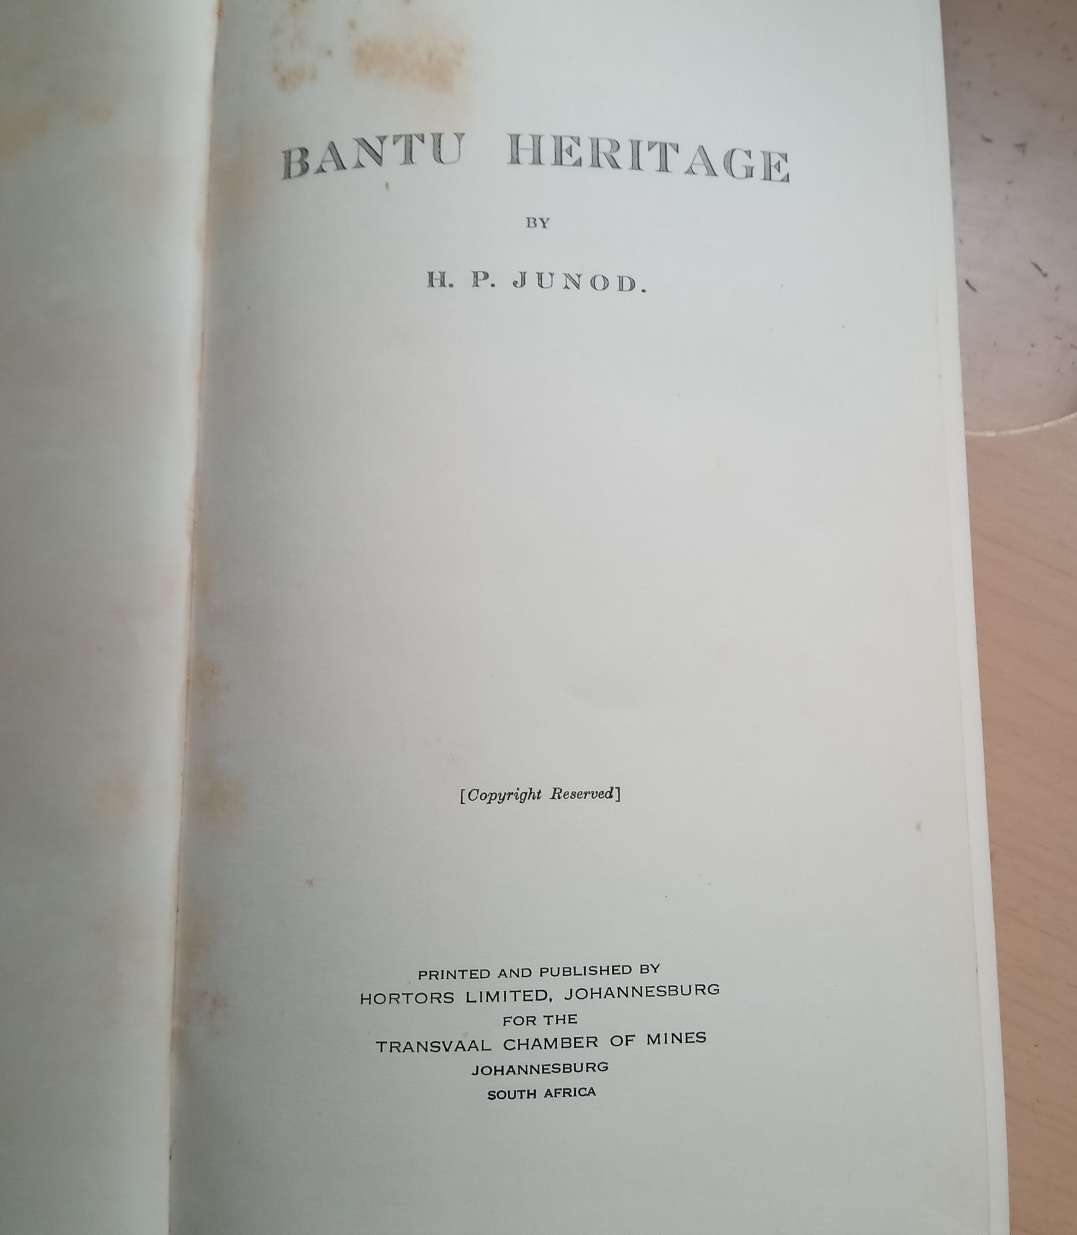 BANTU HERITAGE
BY
H. P. JUNOD.
[Copyright Reserved]
PRINTED AND PUBLISHED BY
HORTORS LIMITED, JOHANNESBURG
FOR THE
TRANSVAAL CHAMBER OF MINES
JOHANNESBURG
SOUTH AFRICA